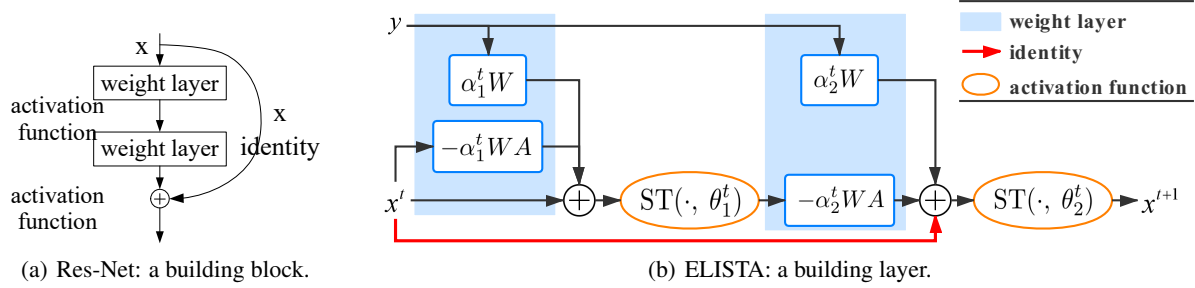 x
weight layer
activation
function
x
weight layer
identity
activation
function
+
(a) Res-Net: a building block.
y
α₁ᵗW
α₂ᵗW
−α₁ᵗWA
xᵗ
+
ST(·, θ₁ᵗ)
−α₂ᵗWA
+
ST(·, θ₂ᵗ)
xᵗ⁺¹
weight layer
identity
activation function
(b) ELISTA: a building layer.